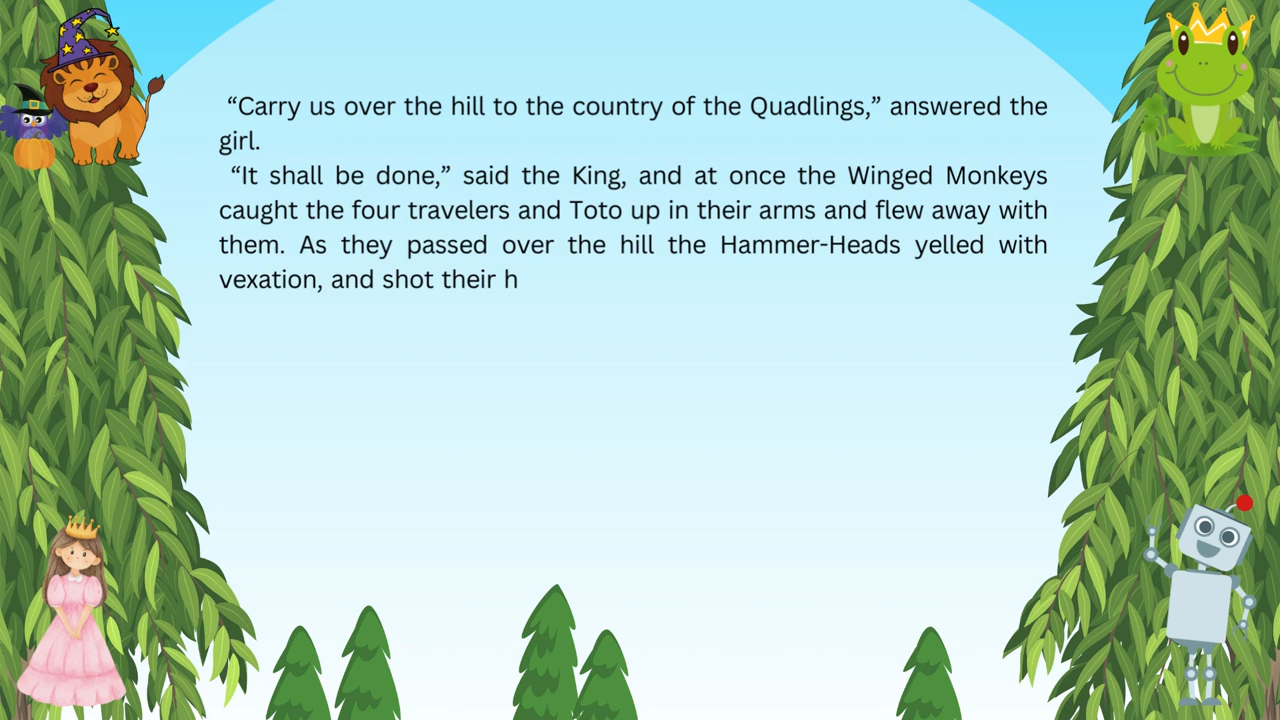 “Carry us over the hill to the country of the Quadlings,” answered the
girl.
“It shall be done,” said the King, and at once the Winged Monkeys
caught the four travelers and Toto up in their arms and flew away with
them. As they passed over the hill the Hammer-Heads yelled with
vexation, and shot their h